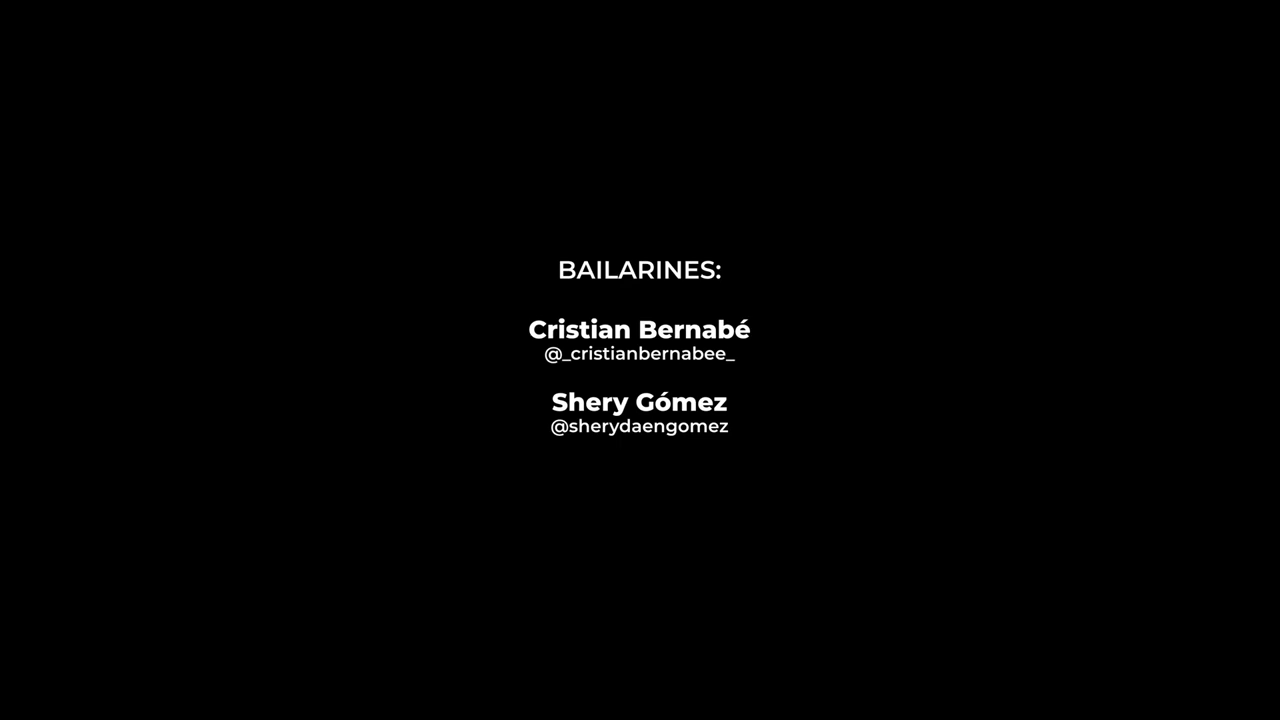 BAILARINES:
Cristian Bernabé
@_cristianbernabee_
Shery Gómez
@sherydaengomez